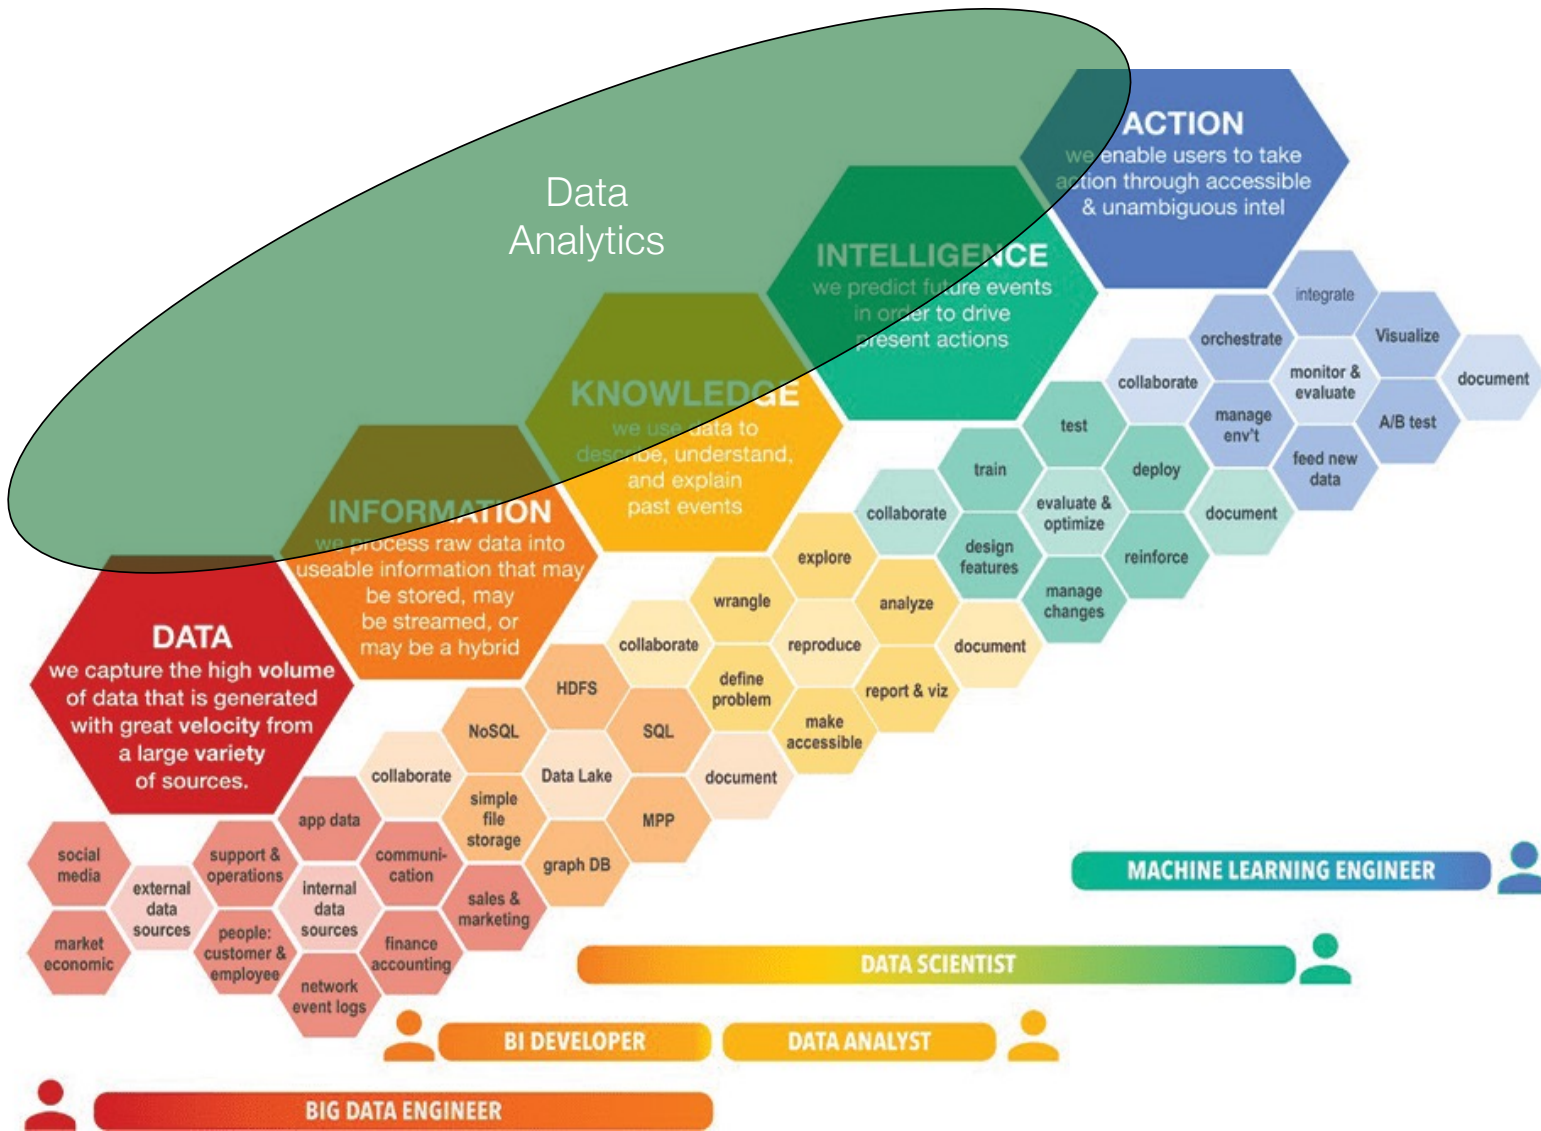 Data
Analytics
ACTION
we enable users to take
action through accessible
& unambiguous intel
INTELLIGENCE
we predict future events
in order to drive
present actions
KNOWLEDGE
we use data to
describe, understand,
and explain
past events
INFORMATION
we process raw data into
useable information that may
be stored, may
be streamed, or
may be a hybrid
DATA
we capture the high volume
of data that is generated
with great velocity from
a large variety
of sources.
social
media
market
economic
external
data
sources
support &
operations
people:
customer &
employee
app data
internal
data
sources
network
event logs
communi-
cation
finance
accounting
sales &
marketing
collaborate
NoSQL
simple
file
storage
HDFS
Data Lake
graph DB
SQL
MPP
document
collaborate
wrangle
define
problem
explore
reproduce
make
accessible
analyze
report & viz
document
collaborate
train
design
features
test
evaluate &
optimize
manage
changes
deploy
reinforce
document
collaborate
orchestrate
manage
env't
integrate
monitor &
evaluate
feed new
data
Visualize
A/B test
document
MACHINE LEARNING ENGINEER
DATA SCIENTIST
BI DEVELOPER
DATA ANALYST
BIG DATA ENGINEER